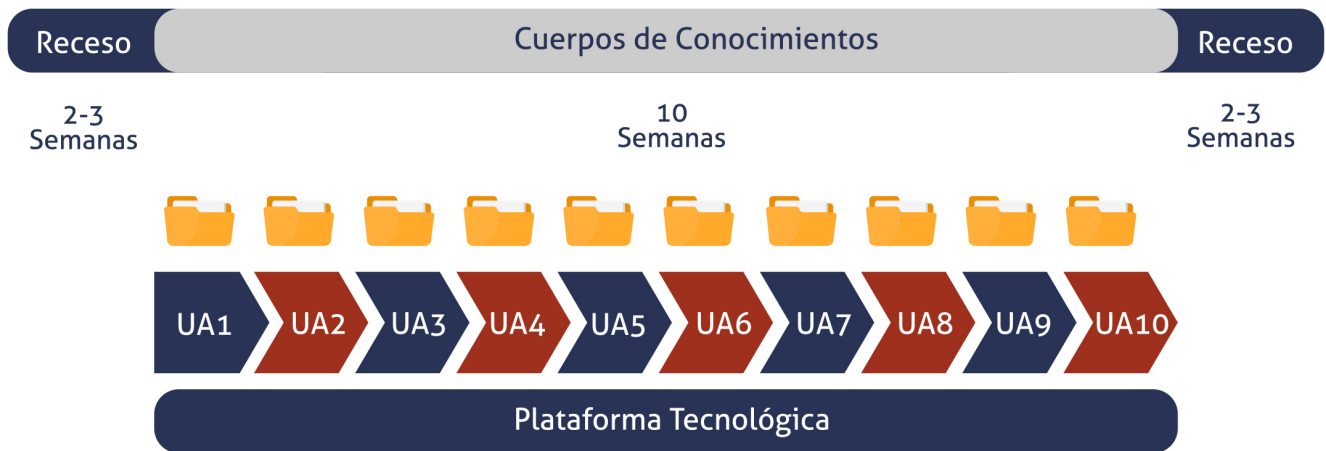 Receso
Cuerpos de Conocimientos
Receso
2-3
Semanas
10
Semanas
2-3
Semanas
UA1
UA2
UA3
UA4
UA5
UA6
UA7
UA8
UA9
UA10
Plataforma Tecnológica